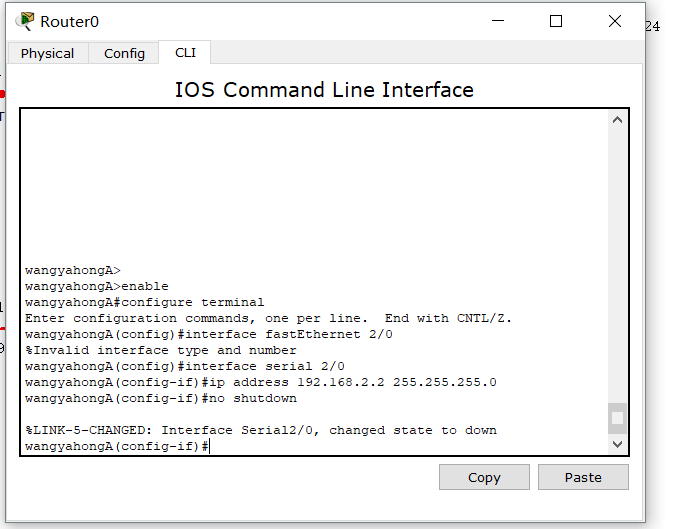 Router0
24
Physical
Config
CLI
IOS Command Line Interface
wangyahongA>
wangyahongA>enable
wangyahongA#configure terminal
Enter configuration commands, one per line.  End with CNTL/Z.
wangyahongA(config)#interface fastEthernet 2/0
%Invalid interface type and number
wangyahongA(config)#interface serial 2/0
wangyahongA(config-if)#ip address 192.168.2.2 255.255.255.0
wangyahongA(config-if)#no shutdown
%LINK-5-CHANGED: Interface Serial2/0, changed state to down
wangyahongA(config-if)#
Copy
Paste